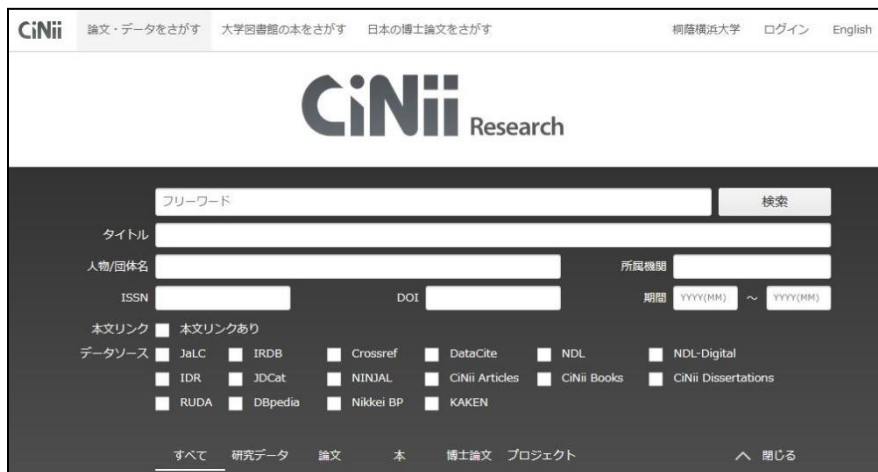 CiNii 論文・データをさがす 大学図書館の本をさがす 日本の博士論文をさがす 桐蔭横浜大学 ログイン English
CiNii Research
フリーワード 検索
タイトル
人物/団体名 所属機関
ISSN DOI 期間 YYYY(MM) ～ YYYY(MM)
本文リンク 本文リンクあり
データソース JaLC IRDB Crossref DataCite NDL NDL-Digital
IDR JDCat NINJAL CiNii Articles CiNii Books CiNii Dissertations
RUDA DBpedia Nikkei BP KAKEN
すべて 研究データ 論文 本 博士論文 プロジェクト 閉じる